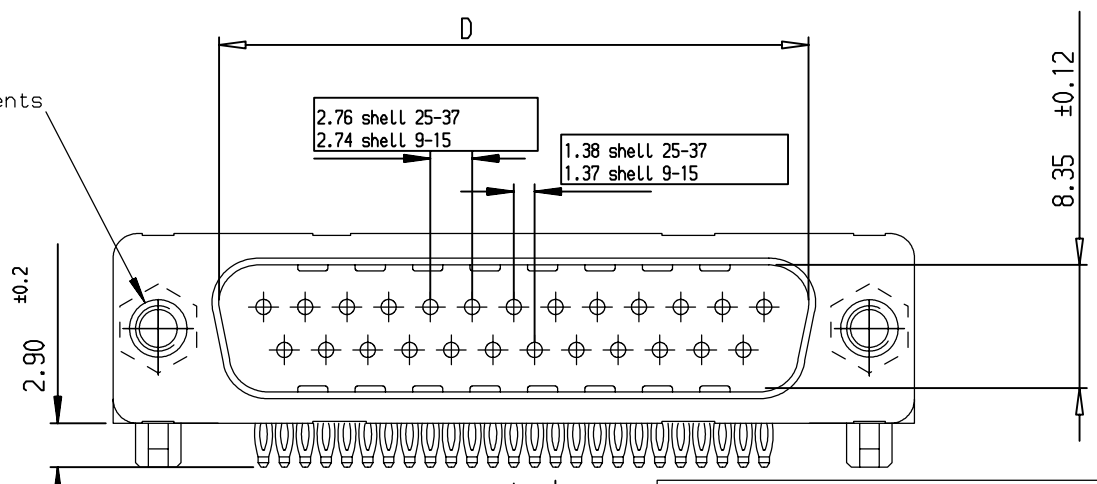 D
ents
2.76 shell 25-37
2.74 shell 9-15
1.38 shell 25-37
1.37 shell 9-15
8.35 ±0.12
2.90 ±0.2